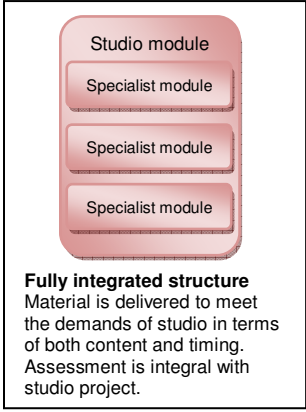 Studio module
Specialist module
Specialist module
Specialist module
Fully integrated structure
Material is delivered to meet
the demands of studio in terms
of both content and timing.
Assessment is integral with
studio project.